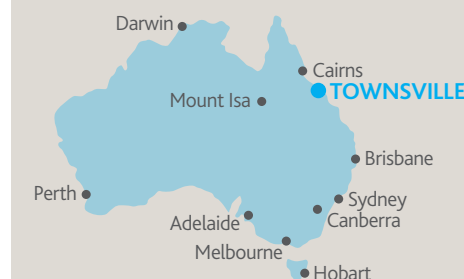 Darwin
Cairns
TOWNSVILLE
Mount Isa
Brisbane
Perth
Sydney
Adelaide
Canberra
Melbourne
Hobart